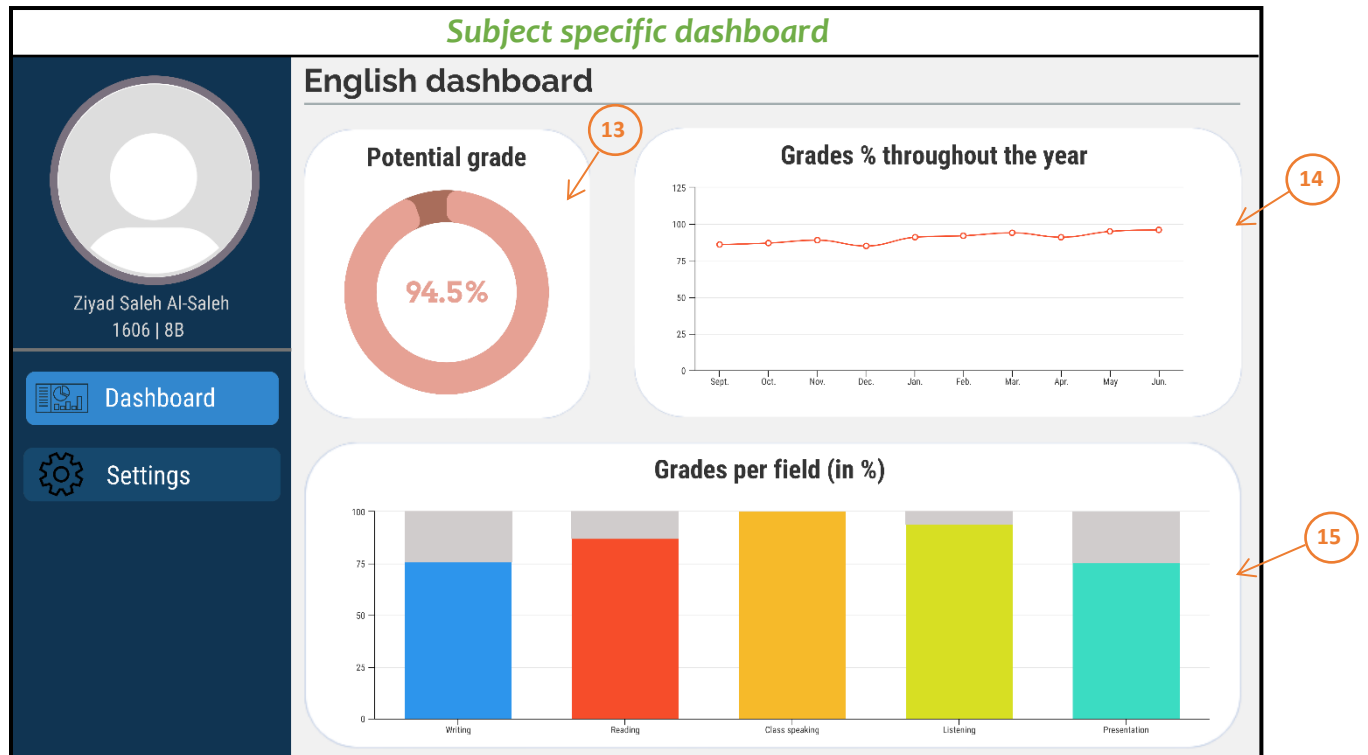 Subject specific dashboard
English dashboard
Ziyad Saleh Al-Saleh
1606 | 8B
Dashboard
Settings
13
Potential grade
94.5%
14
Grades % throughout the year
125
100
75
50
25
0
Sept. Oct. Nov. Dec. Jan. Feb. Mar. Apr. May Jun.
15
Grades per field (in %)
100
75
50
25
0
Writing Reading Class speaking Listening Presentation